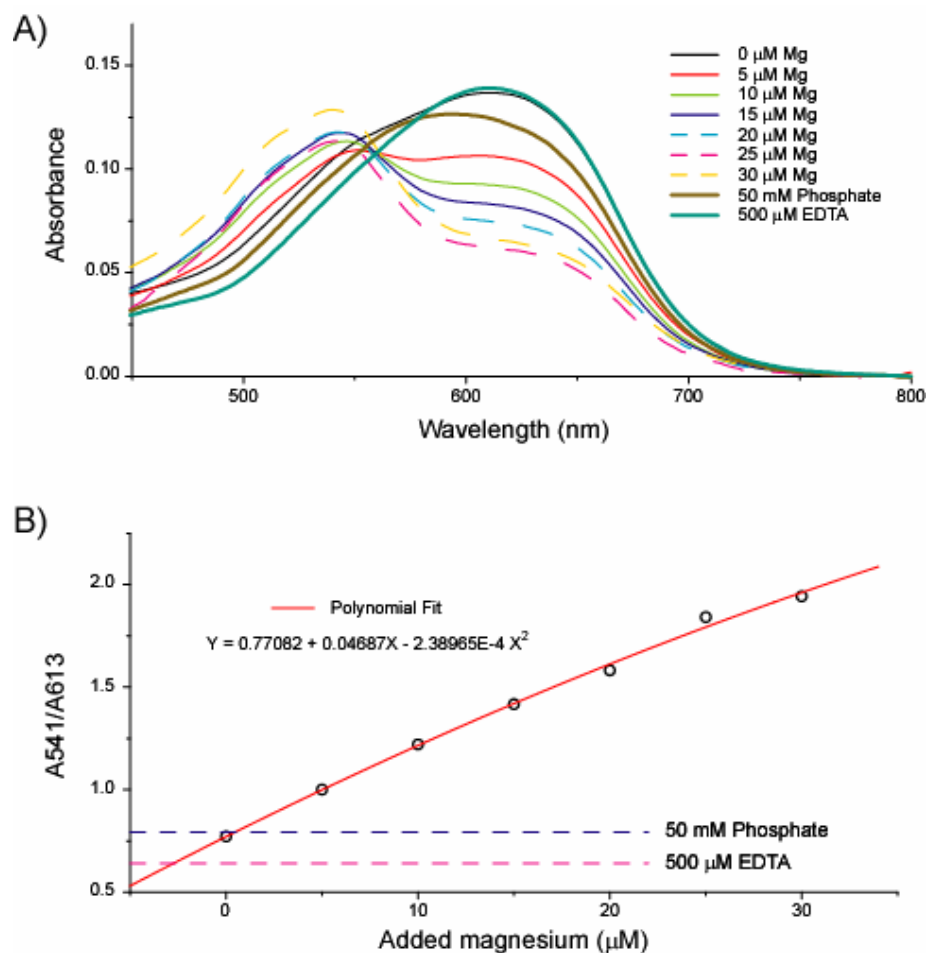 A)
0 μM Mg
5 μM Mg
10 μM Mg
15 μM Mg
20 μM Mg
25 μM Mg
30 μM Mg
50 mM Phosphate
500 μM EDTA
0.15
0.10
0.05
0.00
Absorbance
500
600
700
800
Wavelength (nm)
B)
2.0
1.5
1.0
0.5
A541/A613
Polynomial Fit
Y = 0.77082 + 0.04687X - 2.38965E-4 X²
50 mM Phosphate
500 μM EDTA
0
10
20
30
Added magnesium (μM)